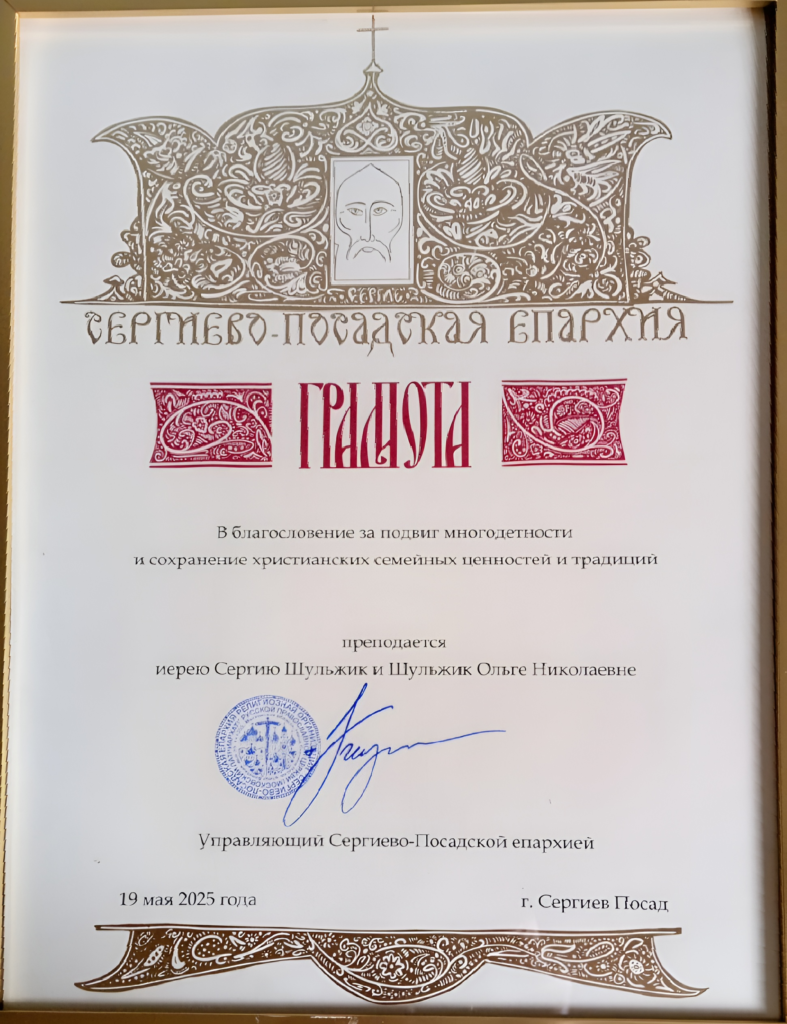 СЕРГИЕВО-ПОСАДСКАЯ ЕПАРХИЯ
ГРАМОТА
В благословение за подвиг многодетности
и сохранение христианских семейных ценностей и традиций
преподается
иерею Сергию Шульжик и Шульжик Ольге Николаевне
Управляющий Сергиево-Посадской епархией
19 мая 2025 года
г. Сергиев Посад